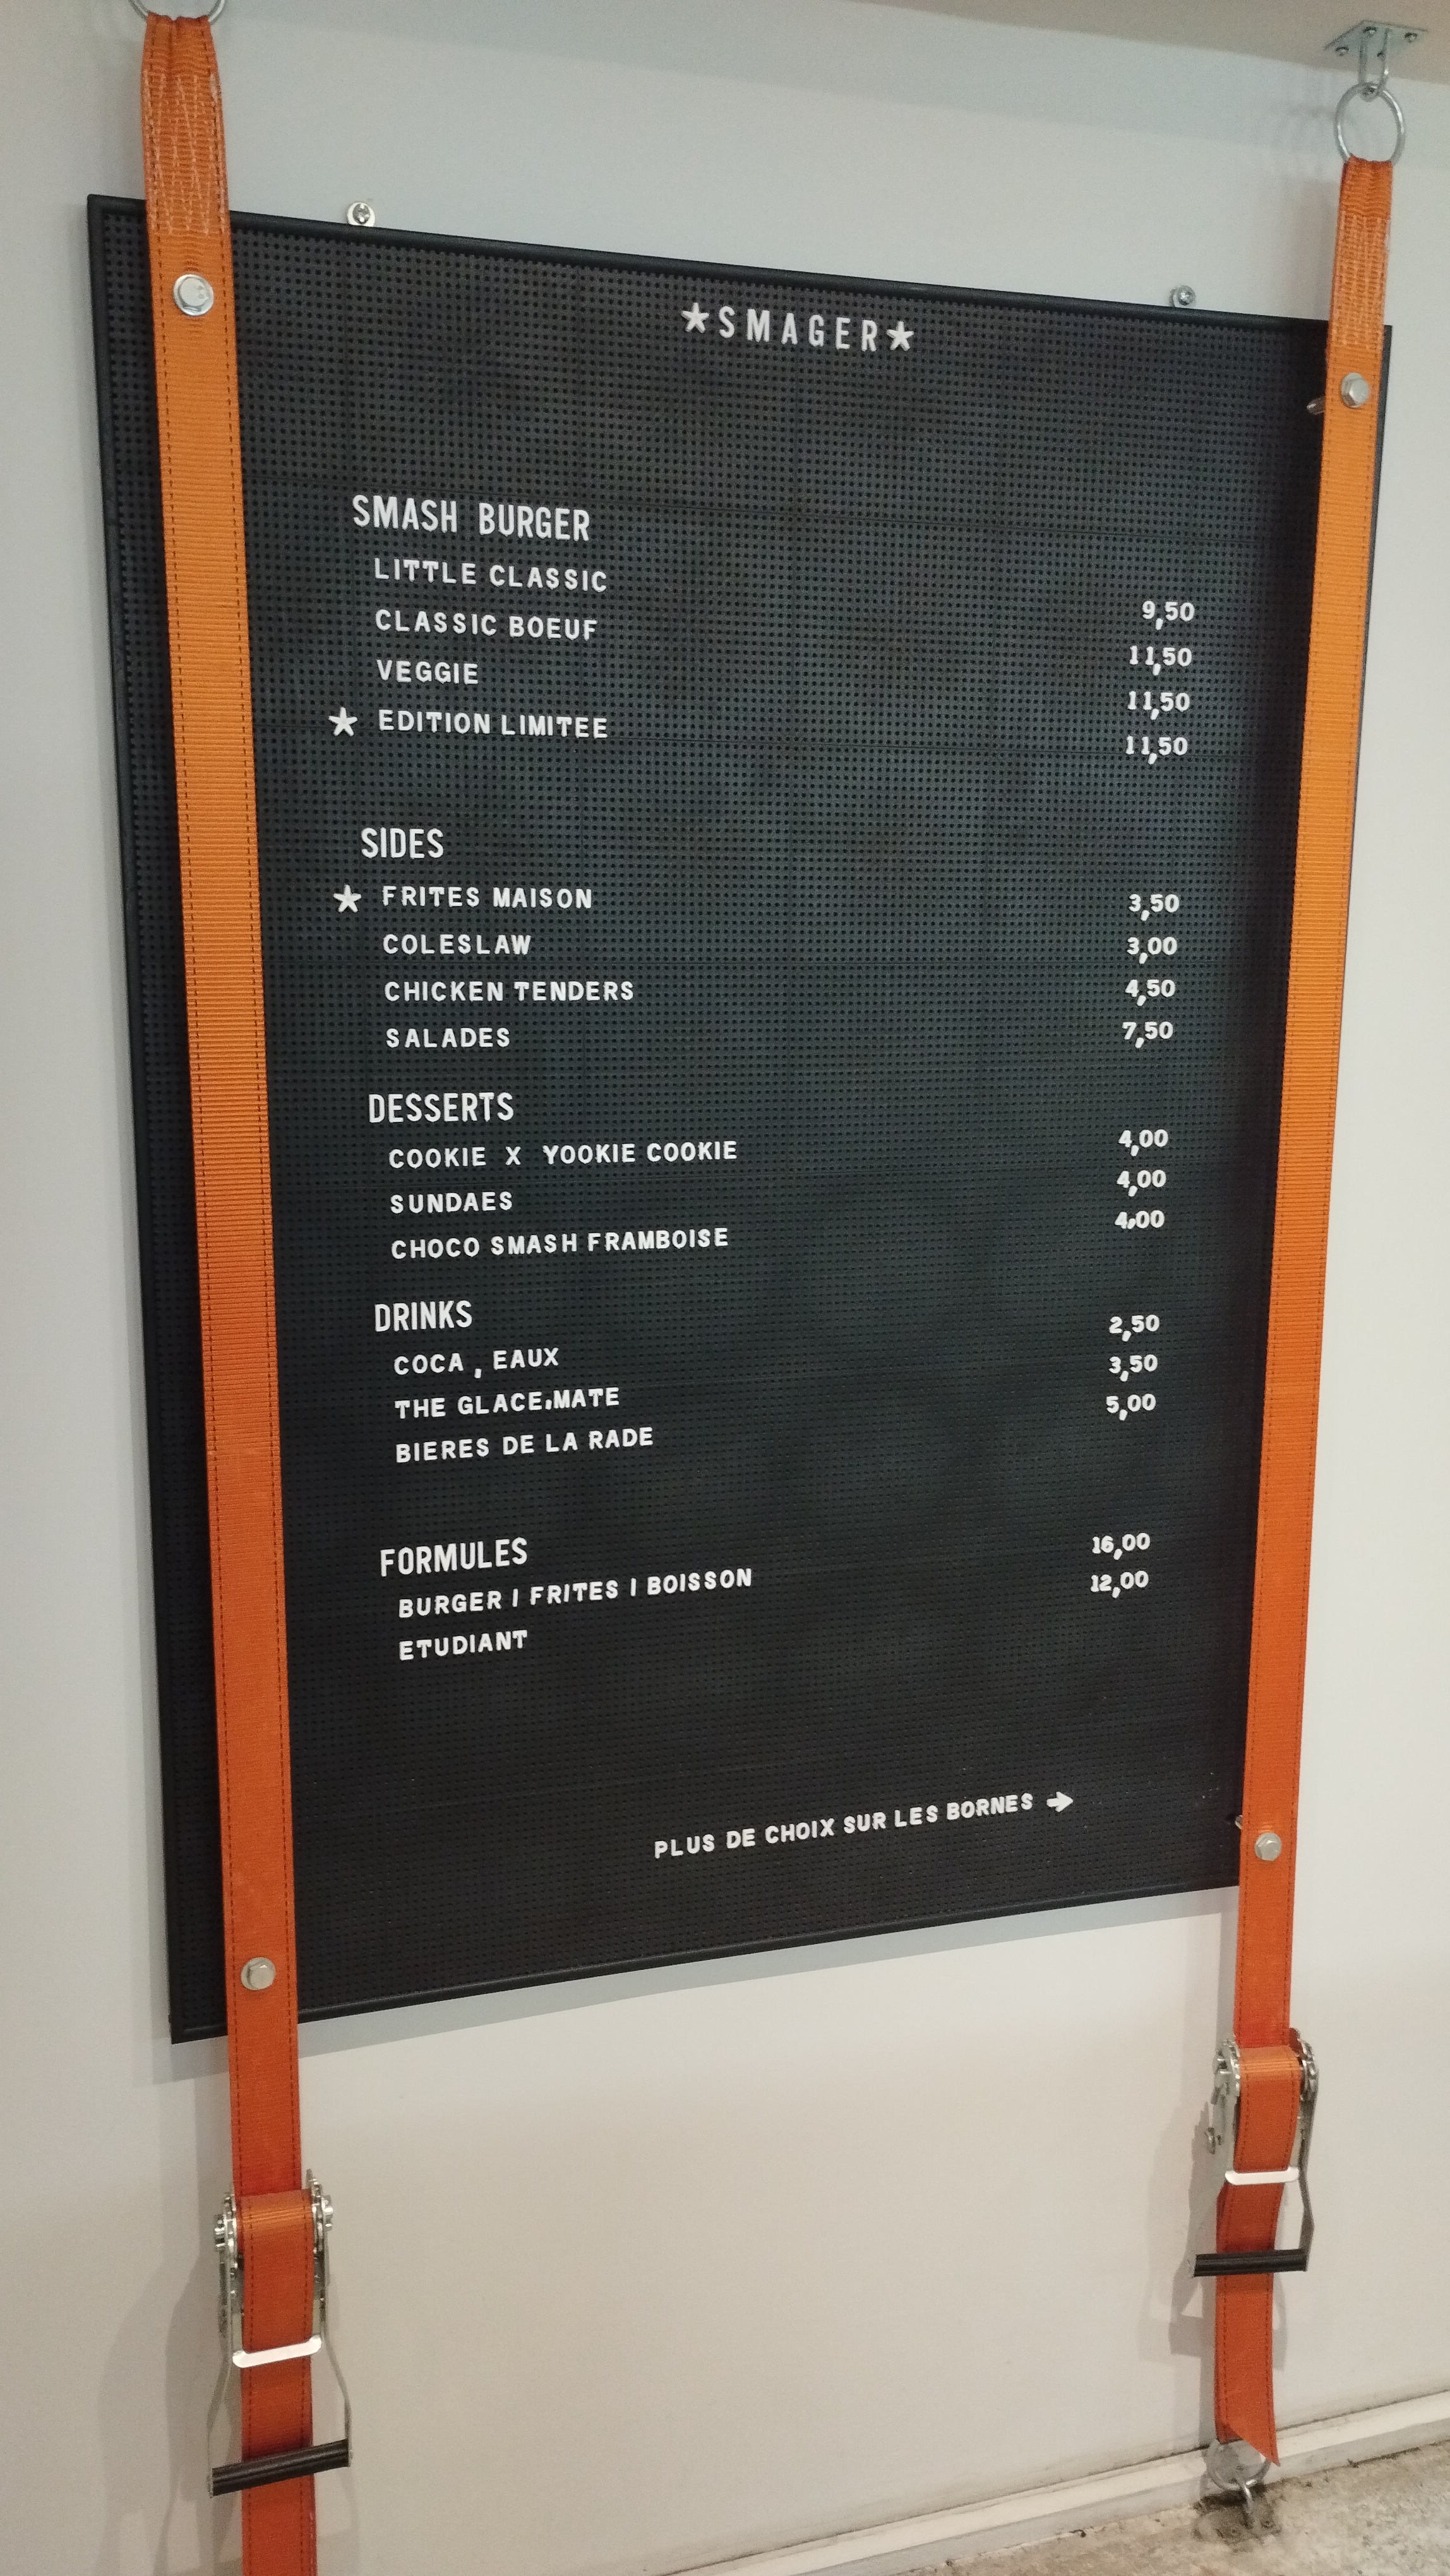 ★SMAGER★
SMASH BURGER
LITTLE CLASSIC 9,50
CLASSIC BOEUF 11,50
VEGGIE 11,50
★ EDITION LIMITEE 11,50
SIDES
★ FRITES MAISON 3,50
COLESLAW 3,00
CHICKEN TENDERS 4,50
SALADES 7,50
DESSERTS
COOKIE X YOOKIE COOKIE 4,00
SUNDAES 4,00
CHOCO SMASH FRAMBOISE 4,00
DRINKS
COCA , EAUX 2,50
THE GLACE,MATE 3,50
BIERES DE LA RADE 5,00
FORMULES
BURGER / FRITES / BOISSON 16,00
ETUDIANT 12,00
PLUS DE CHOIX SUR LES BORNES →